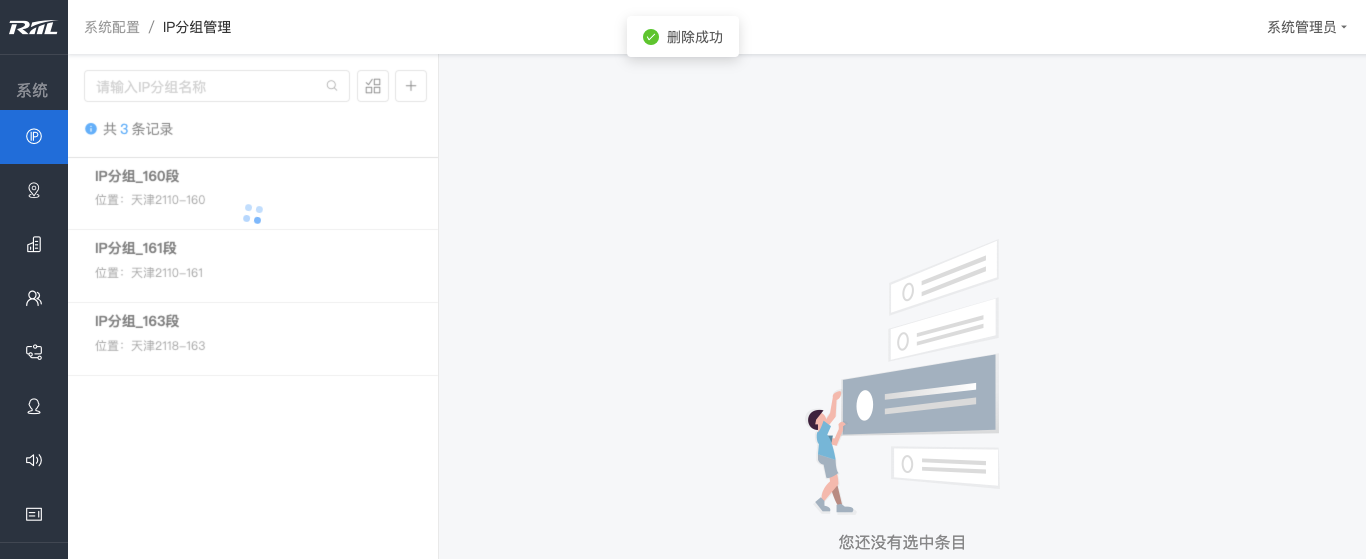 RIIL
系统配置 / IP分组管理
删除成功
系统管理员
系统
请输入IP分组名称
共 3 条记录
IP分组_160段
位置：天津2110-160
IP分组_161段
位置：天津2110-161
IP分组_163段
位置：天津2118-163
您还没有选中条目